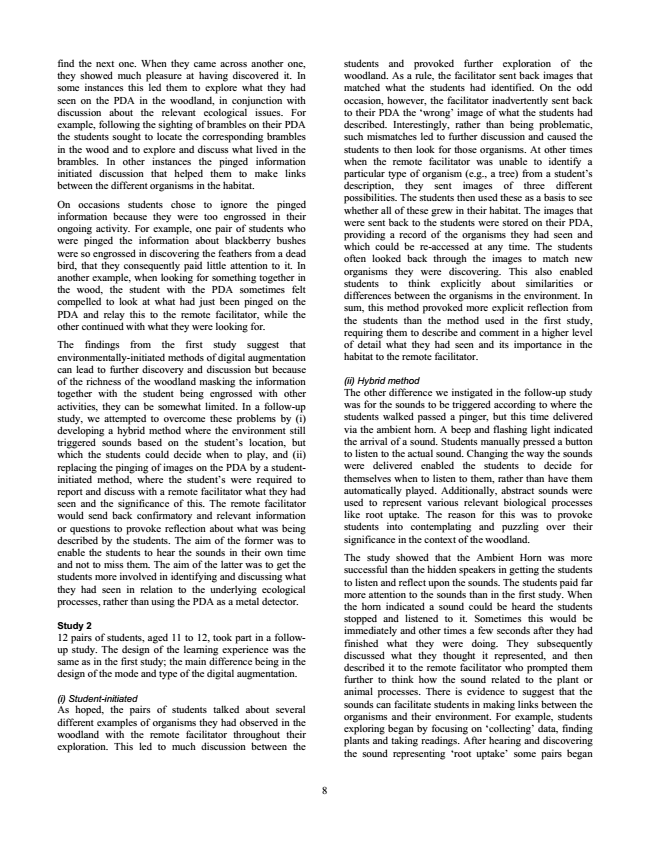 find the next one. When they came across another one,
they showed much pleasure at having discovered it. In
some instances this led them to explore what they had
seen on the PDA in the woodland, in conjunction with
discussion about the relevant ecological issues. For
example, following the sighting of brambles on their PDA
the students sought to locate the corresponding brambles
in the wood and to explore and discuss what lived in the
brambles. In other instances the pinged information
initiated discussion that helped them to make links
between the different organisms in the habitat.
On occasions students chose to ignore the pinged
information because they were too engrossed in their
ongoing activity. For example, one pair of students who
were pinged the information about blackberry bushes
were so engrossed in discovering the feathers from a dead
bird, that they consequently paid little attention to it. In
another example, when looking for something together in
the wood, the student with the PDA sometimes felt
compelled to look at what had just been pinged on the
PDA and relay this to the remote facilitator, while the
other continued with what they were looking for.
The findings from the first study suggest that
environmentally-initiated methods of digital augmentation
can lead to further discovery and discussion but because
of the richness of the woodland masking the information
together with the student being engrossed with other
activities, they can be somewhat limited. In a follow-up
study, we attempted to overcome these problems by (i)
developing a hybrid method where the environment still
triggered sounds based on the student's location, but
which the students could decide when to play, and (ii)
replacing the pinging of images on the PDA by a student-
initiated method, where the student's were required to
report and discuss with a remote facilitator what they had
seen and the significance of this. The remote facilitator
would send back confirmatory and relevant information
or questions to provoke reflection about what was being
described by the students. The aim of the former was to
enable the students to hear the sounds in their own time
and not to miss them. The aim of the latter was to get the
students more involved in identifying and discussing what
they had seen in relation to the underlying ecological
processes, rather than using the PDA as a metal detector.
Study 2
12 pairs of students, aged 11 to 12, took part in a follow-
up study. The design of the learning experience was the
same as in the first study; the main difference being in the
design of the mode and type of the digital augmentation.
(i) Student-initiated
As hoped, the pairs of students talked about several
different examples of organisms they had observed in the
woodland with the remote facilitator throughout their
exploration. This led to much discussion between the
students and provoked further exploration of the
woodland. As a rule, the facilitator sent back images that
matched what the students had identified. On the odd
occasion, however, the facilitator inadvertently sent back
to their PDA the 'wrong' image of what the students had
described. Interestingly, rather than being problematic,
such mismatches led to further discussion and caused the
students to then look for those organisms. At other times
when the remote facilitator was unable to identify a
particular type of organism (e.g., a tree) from a student's
description, they sent images of three different
possibilities. The students then used these as a basis to see
whether all of these grew in their habitat. The images that
were sent back to the students were stored on their PDA,
providing a record of the organisms they had seen and
which could be re-accessed at any time. The students
often looked back through the images to match new
organisms they were discovering. This also enabled
students to think explicitly about similarities or
differences between the organisms in the environment. In
sum, this method provoked more explicit reflection from
the students than the method used in the first study,
requiring them to describe and comment in a higher level
of detail what they had seen and its importance in the
habitat to the remote facilitator.
(ii) Hybrid method
The other difference we instigated in the follow-up study
was for the sounds to be triggered according to where the
students walked passed a pinger, but this time delivered
via the ambient horn. A beep and flashing light indicated
the arrival of a sound. Students manually pressed a button
to listen to the actual sound. Changing the way the sounds
were delivered enabled the students to decide for
themselves when to listen to them, rather than have them
automatically played. Additionally, abstract sounds were
used to represent various relevant biological processes
like root uptake. The reason for this was to provoke
students into contemplating and puzzling over their
significance in the context of the woodland.
The study showed that the Ambient Horn was more
successful than the hidden speakers in getting the students
to listen and reflect upon the sounds. The students paid far
more attention to the sounds than in the first study. When
the horn indicated a sound could be heard the students
stopped and listened to it. Sometimes this would be
immediately and other times a few seconds after they had
finished what they were doing. They subsequently
discussed what they thought it represented, and then
described it to the remote facilitator who prompted them
further to think how the sound related to the plant or
animal processes. There is evidence to suggest that the
sounds can facilitate students in making links between the
organisms and their environment. For example, students
exploring began by focusing on 'collecting' data, finding
plants and taking readings. After hearing and discovering
the sound representing 'root uptake' some pairs began
8